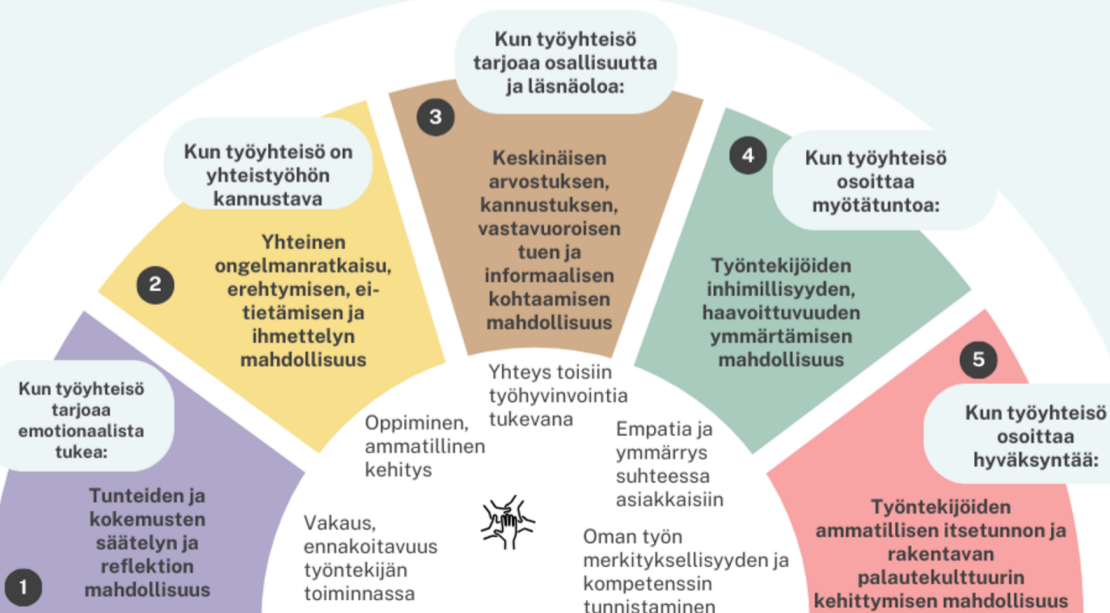 Kun työyhteisö
tarjoaa
emotionaalista
tukea:
Tunteiden ja
kokemusten
säätelyn ja
reflektion
mahdollisuus
1
Kun työyhteisö on
yhteistyöhön
kannustava
2
Yhteinen
ongelmanratkaisu,
erehtymisen, ei-
tietämisen ja
ihmettelyn
mahdollisuus
Kun työyhteisö
tarjoaa osallisuutta
ja läsnäoloa:
3
Keskinäisen
arvostuksen,
kannustuksen,
vastavuoroisen
tuen ja
informaalisen
kohtaamisen
mahdollisuus
4
Kun työyhteisö
osoittaa
myötätuntoa:
Työntekijöiden
inhimillisyyden,
haavoittuvuuden
ymmärtämisen
mahdollisuus
5
Kun työyhteisö
osoittaa
hyväksyntää:
Työntekijöiden
ammatillisen itsetunnon ja
rakentavan
palautekulttuurin
kehittymisen mahdollisuus
Vakaus,
ennakoitavuus
työntekijän
toiminnassa
Oppiminen,
ammatillinen
kehitys
Yhteys toisiin
työhyvinvointia
tukevana
Empatia ja
ymmärrys
suhteessa
asiakkaisiin
Oman työn
merkityksellisyyden ja
kompetenssin
tunnistaminen